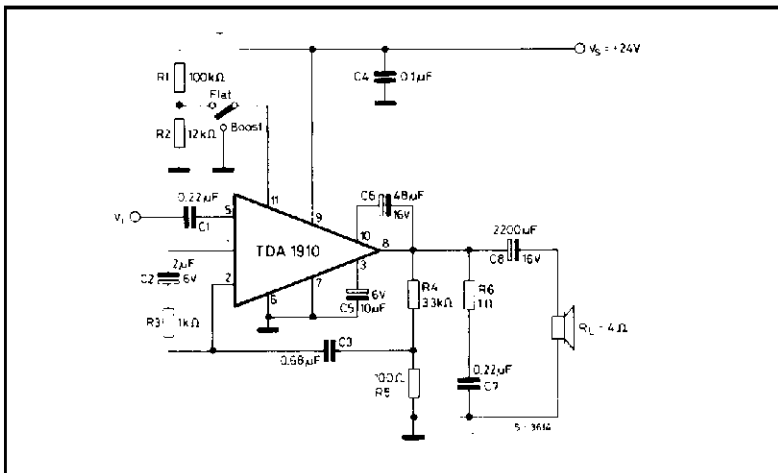 Vs = +24V
R1
100kΩ
Flat
C4
0.1µF
R2
12kΩ
Boost
C6
48µF
16V
0.22µF
Vi
C1
5
11
9
10
8
TDA 1910
1
2
6
7
3
2200µF
C8
16V
C2
2µF
6V
R3
1kΩ
6V
C5
10µF
R4
3.3kΩ
R6
1Ω
RL = 4Ω
C3
0.68µF
100Ω
R5
0.22µF
C7